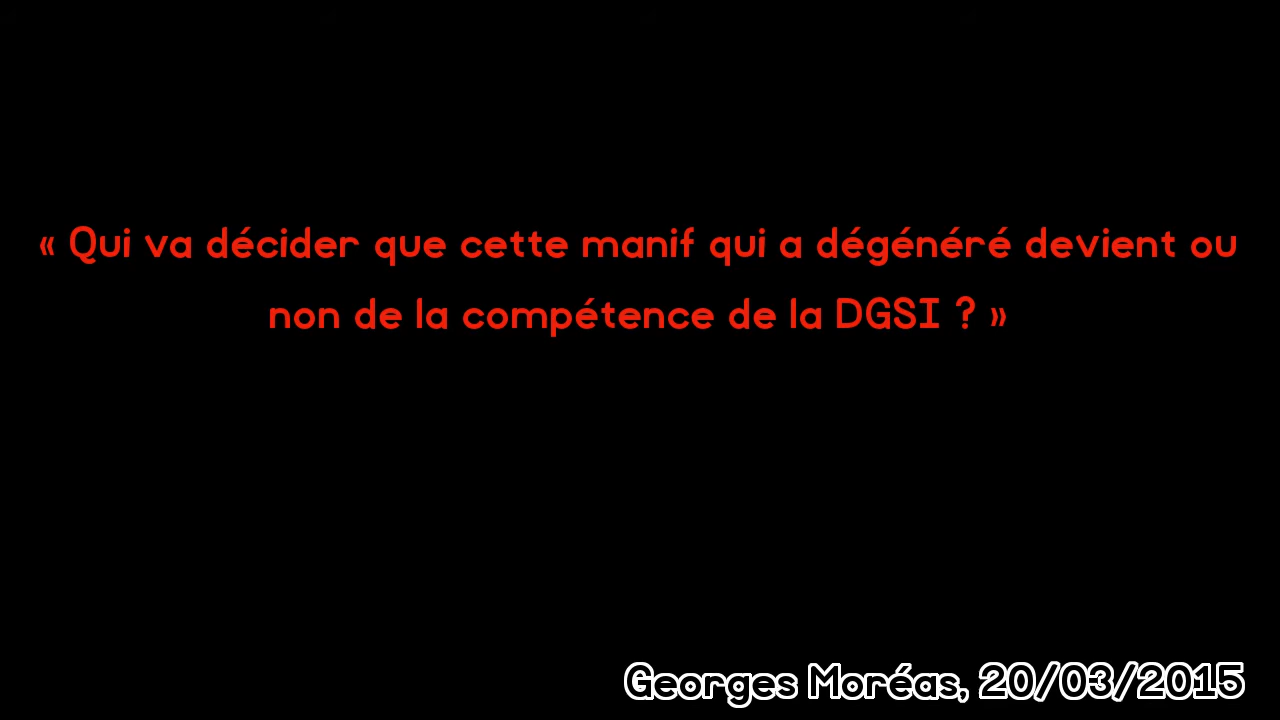 « Qui va décider que cette manif qui a dégénéré devient ou
non de la compétence de la DGSI ? »
Georges Moréas, 20/03/2015